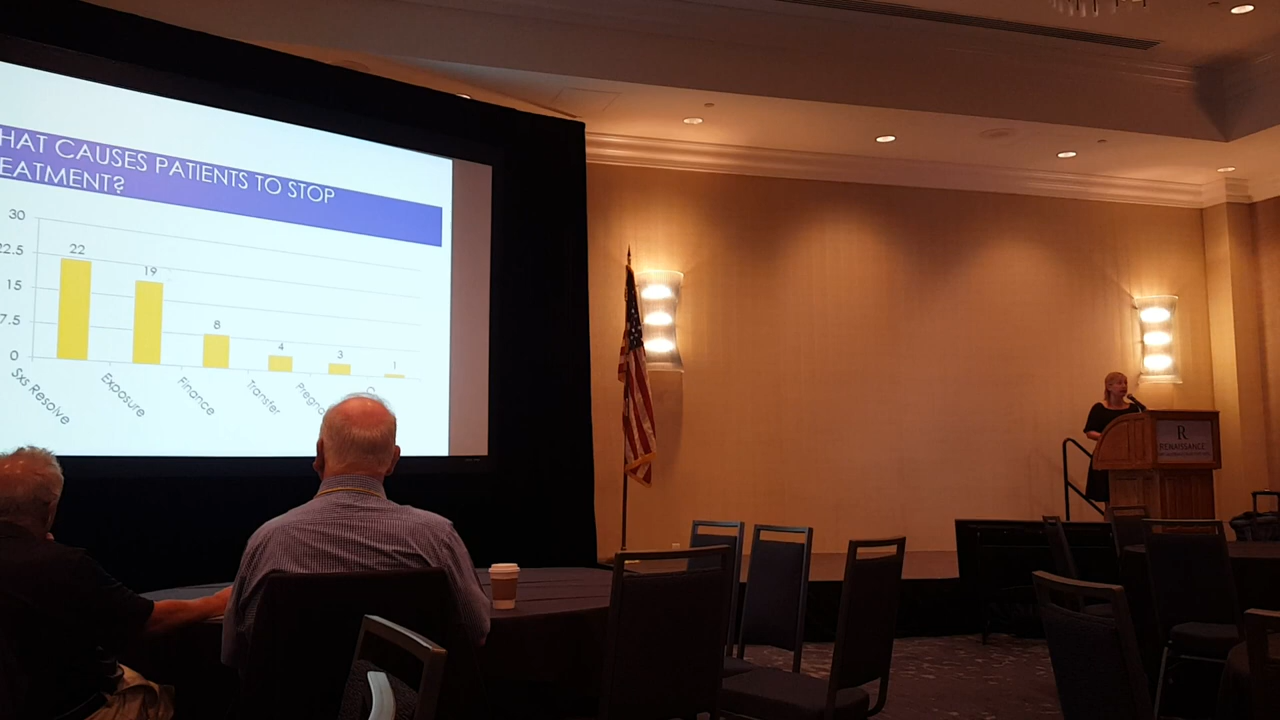 HAT CAUSES PATIENTS TO STOP
EATMENT?
30
22.5
15
7.5
0
22
19
8
4
3
1
Sxs Resolve
Exposure
Finance
Transfer
Pregna
C
R
RENAISSANCE